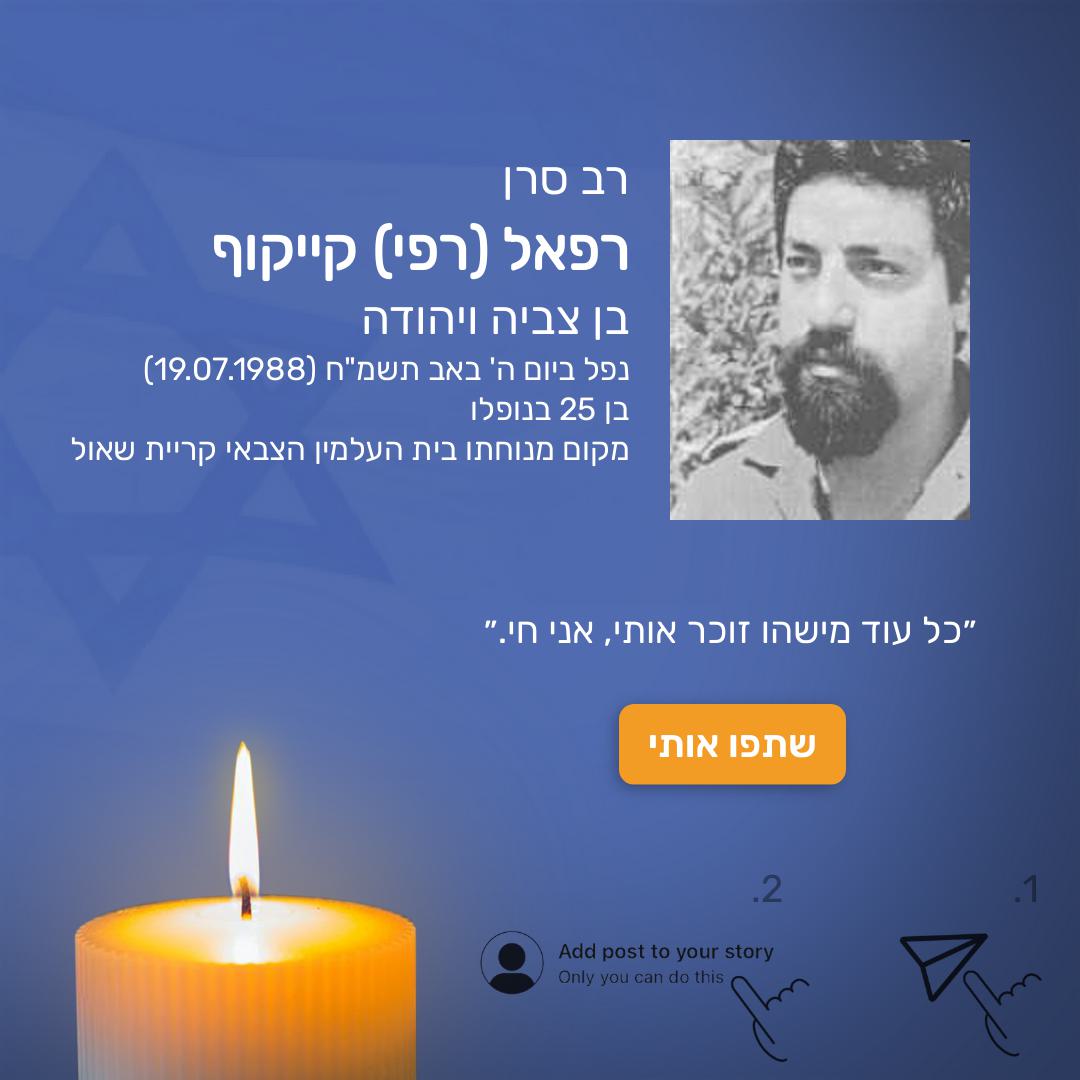 רב סרן
רפאל (רפי) קייקוף
בן צביה ויהודה
נפל ביום ה' באב תשמ"ח (19.07.1988)
בן 25 בנופלו
מקום מנוחתו בית העלמין הצבאי קריית שאול
״כל עוד מישהו זוכר אותי, אני חי.״
שתפו אותי
1.
2.
Add post to your story
Only you can do this